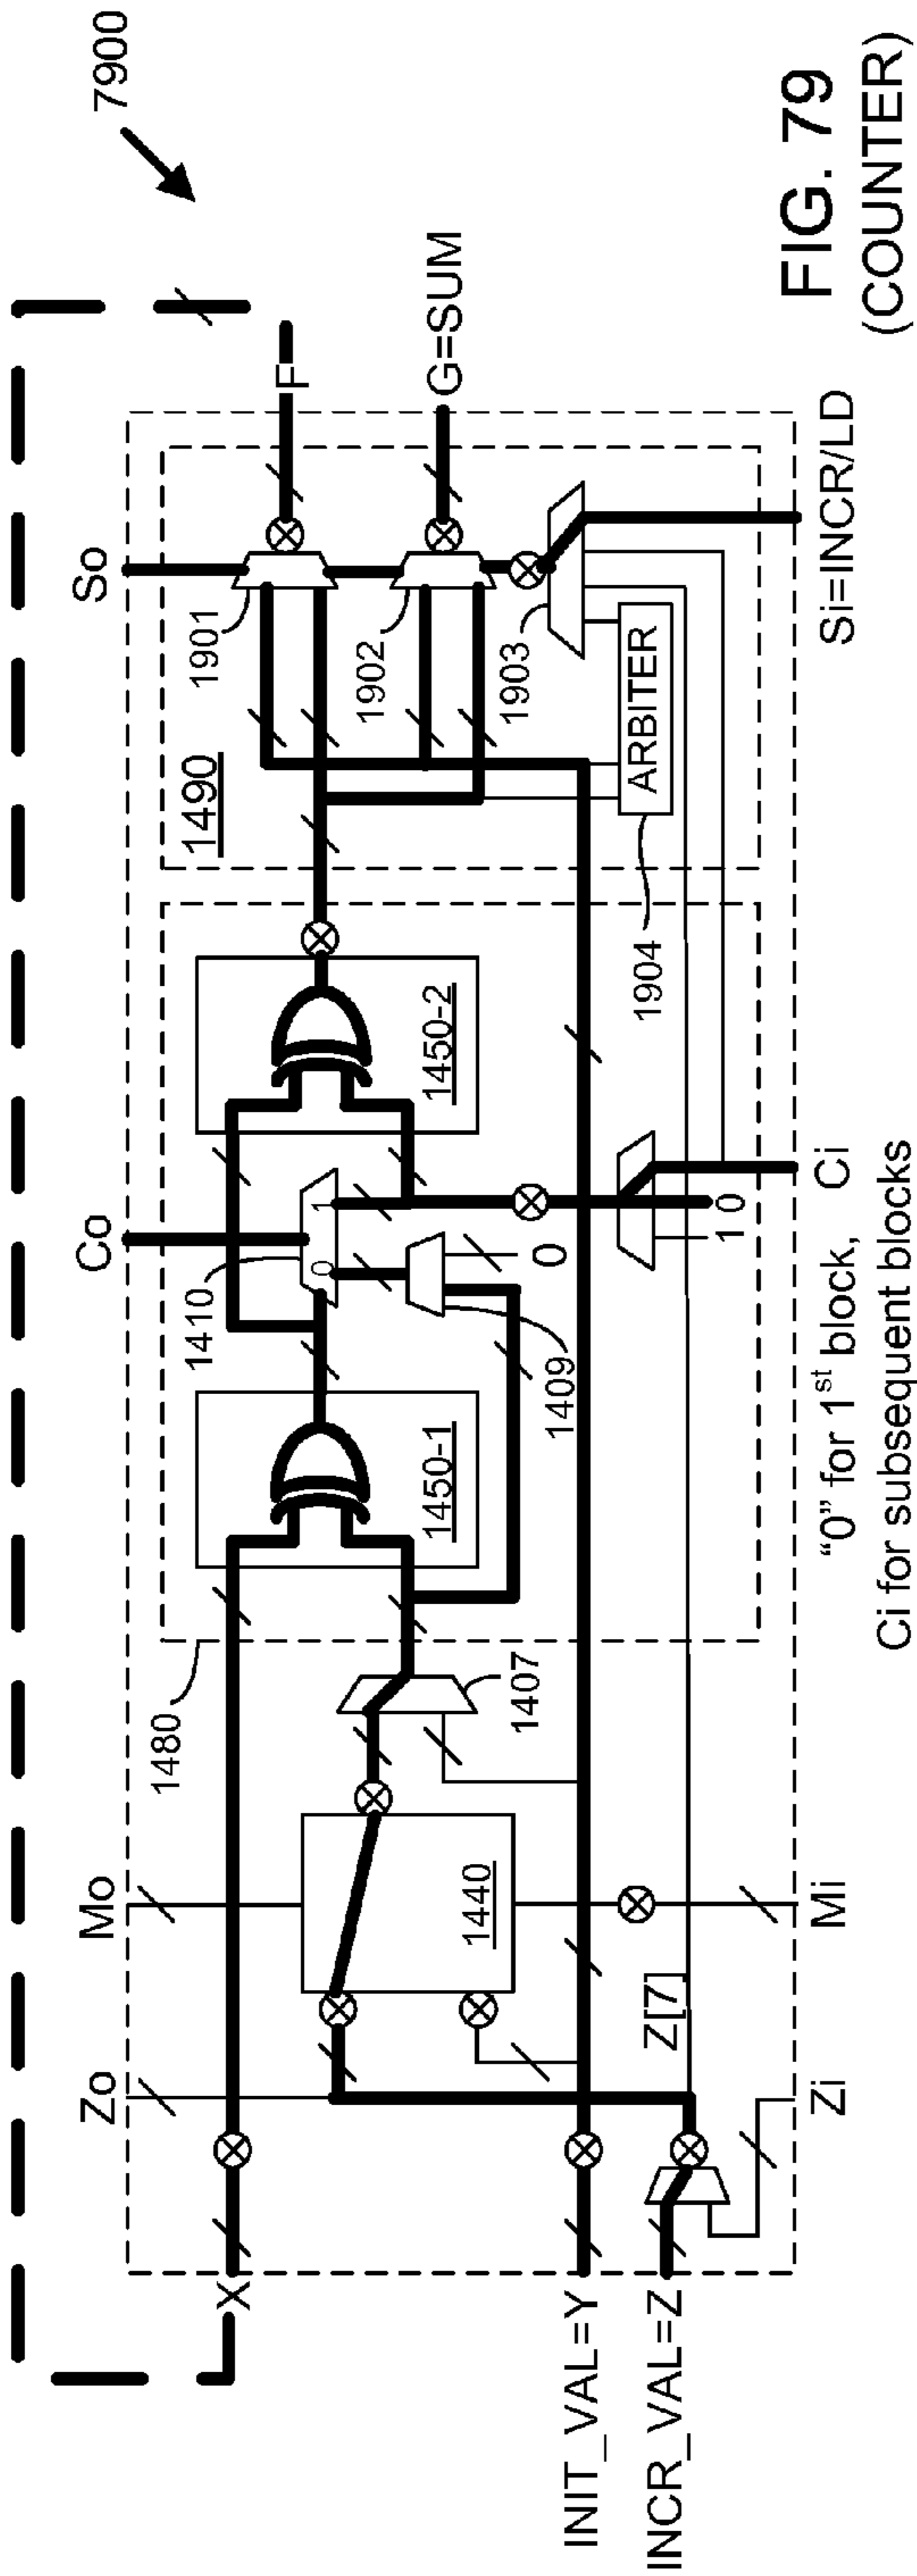 7900
So
Co
Mo
Zo
F
G=SUM
1901
1902
1903
1490
ARBITER
1904
1450-2
1410
0
1
1409
0
1 0
1450-1
1480
1407
1440
Z[7]
X
INIT_VAL=Y
INCR_VAL=Z
Zi
Mi
Ci
Si=INCR/LD
"0" for 1st block,
Ci for subsequent blocks
FIG. 79
(COUNTER)